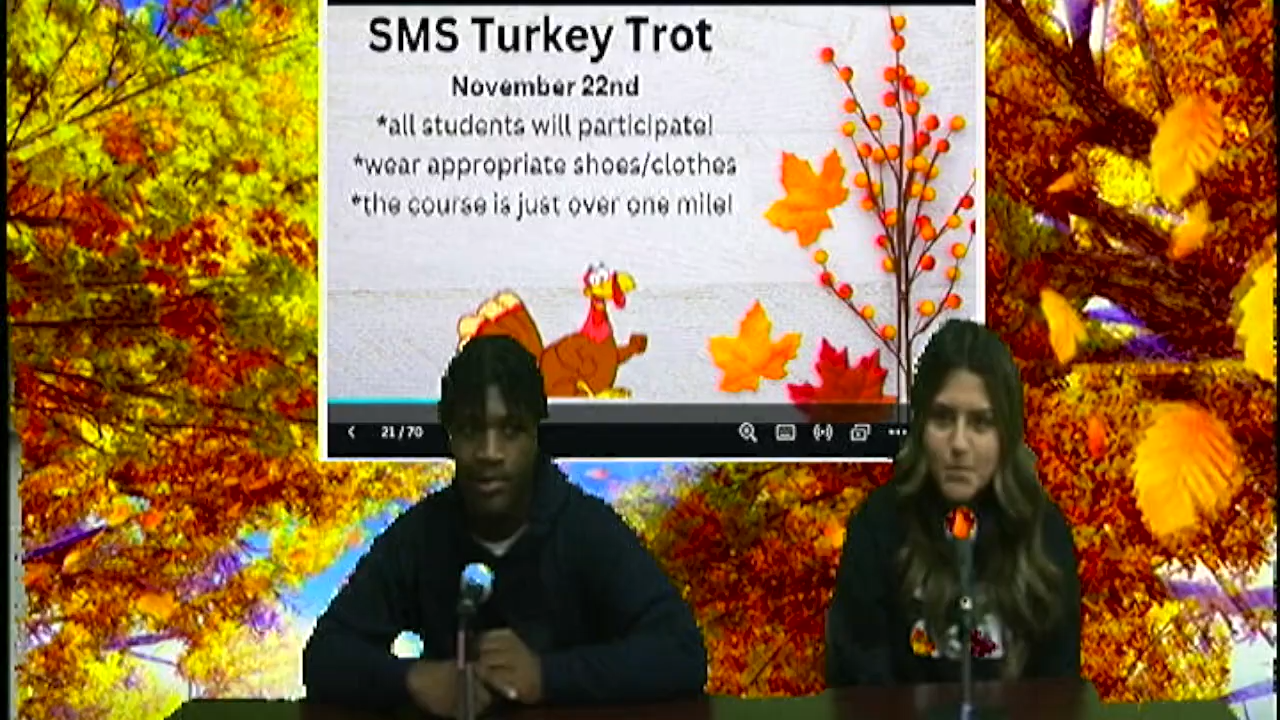 SMS Turkey Trot
November 22nd
*all students will participate!
*wear appropriate shoes/clothes
*the course is just over one mile!
21 / 70